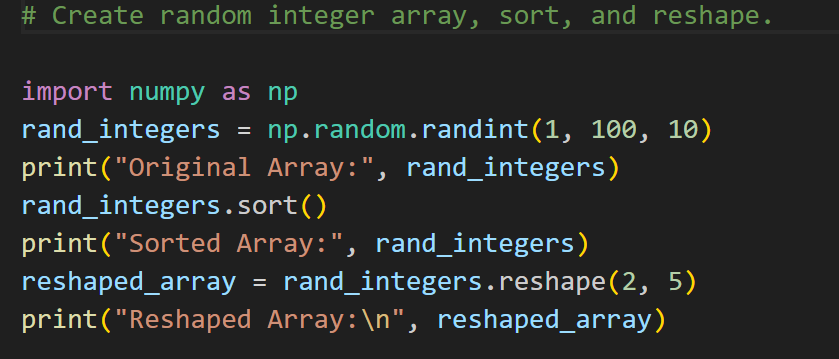 # Create random integer array, sort, and reshape.
import numpy as np
rand_integers = np.random.randint(1, 100, 10)
print("Original Array:", rand_integers)
rand_integers.sort()
print("Sorted Array:", rand_integers)
reshaped_array = rand_integers.reshape(2, 5)
print("Reshaped Array:\n", reshaped_array)